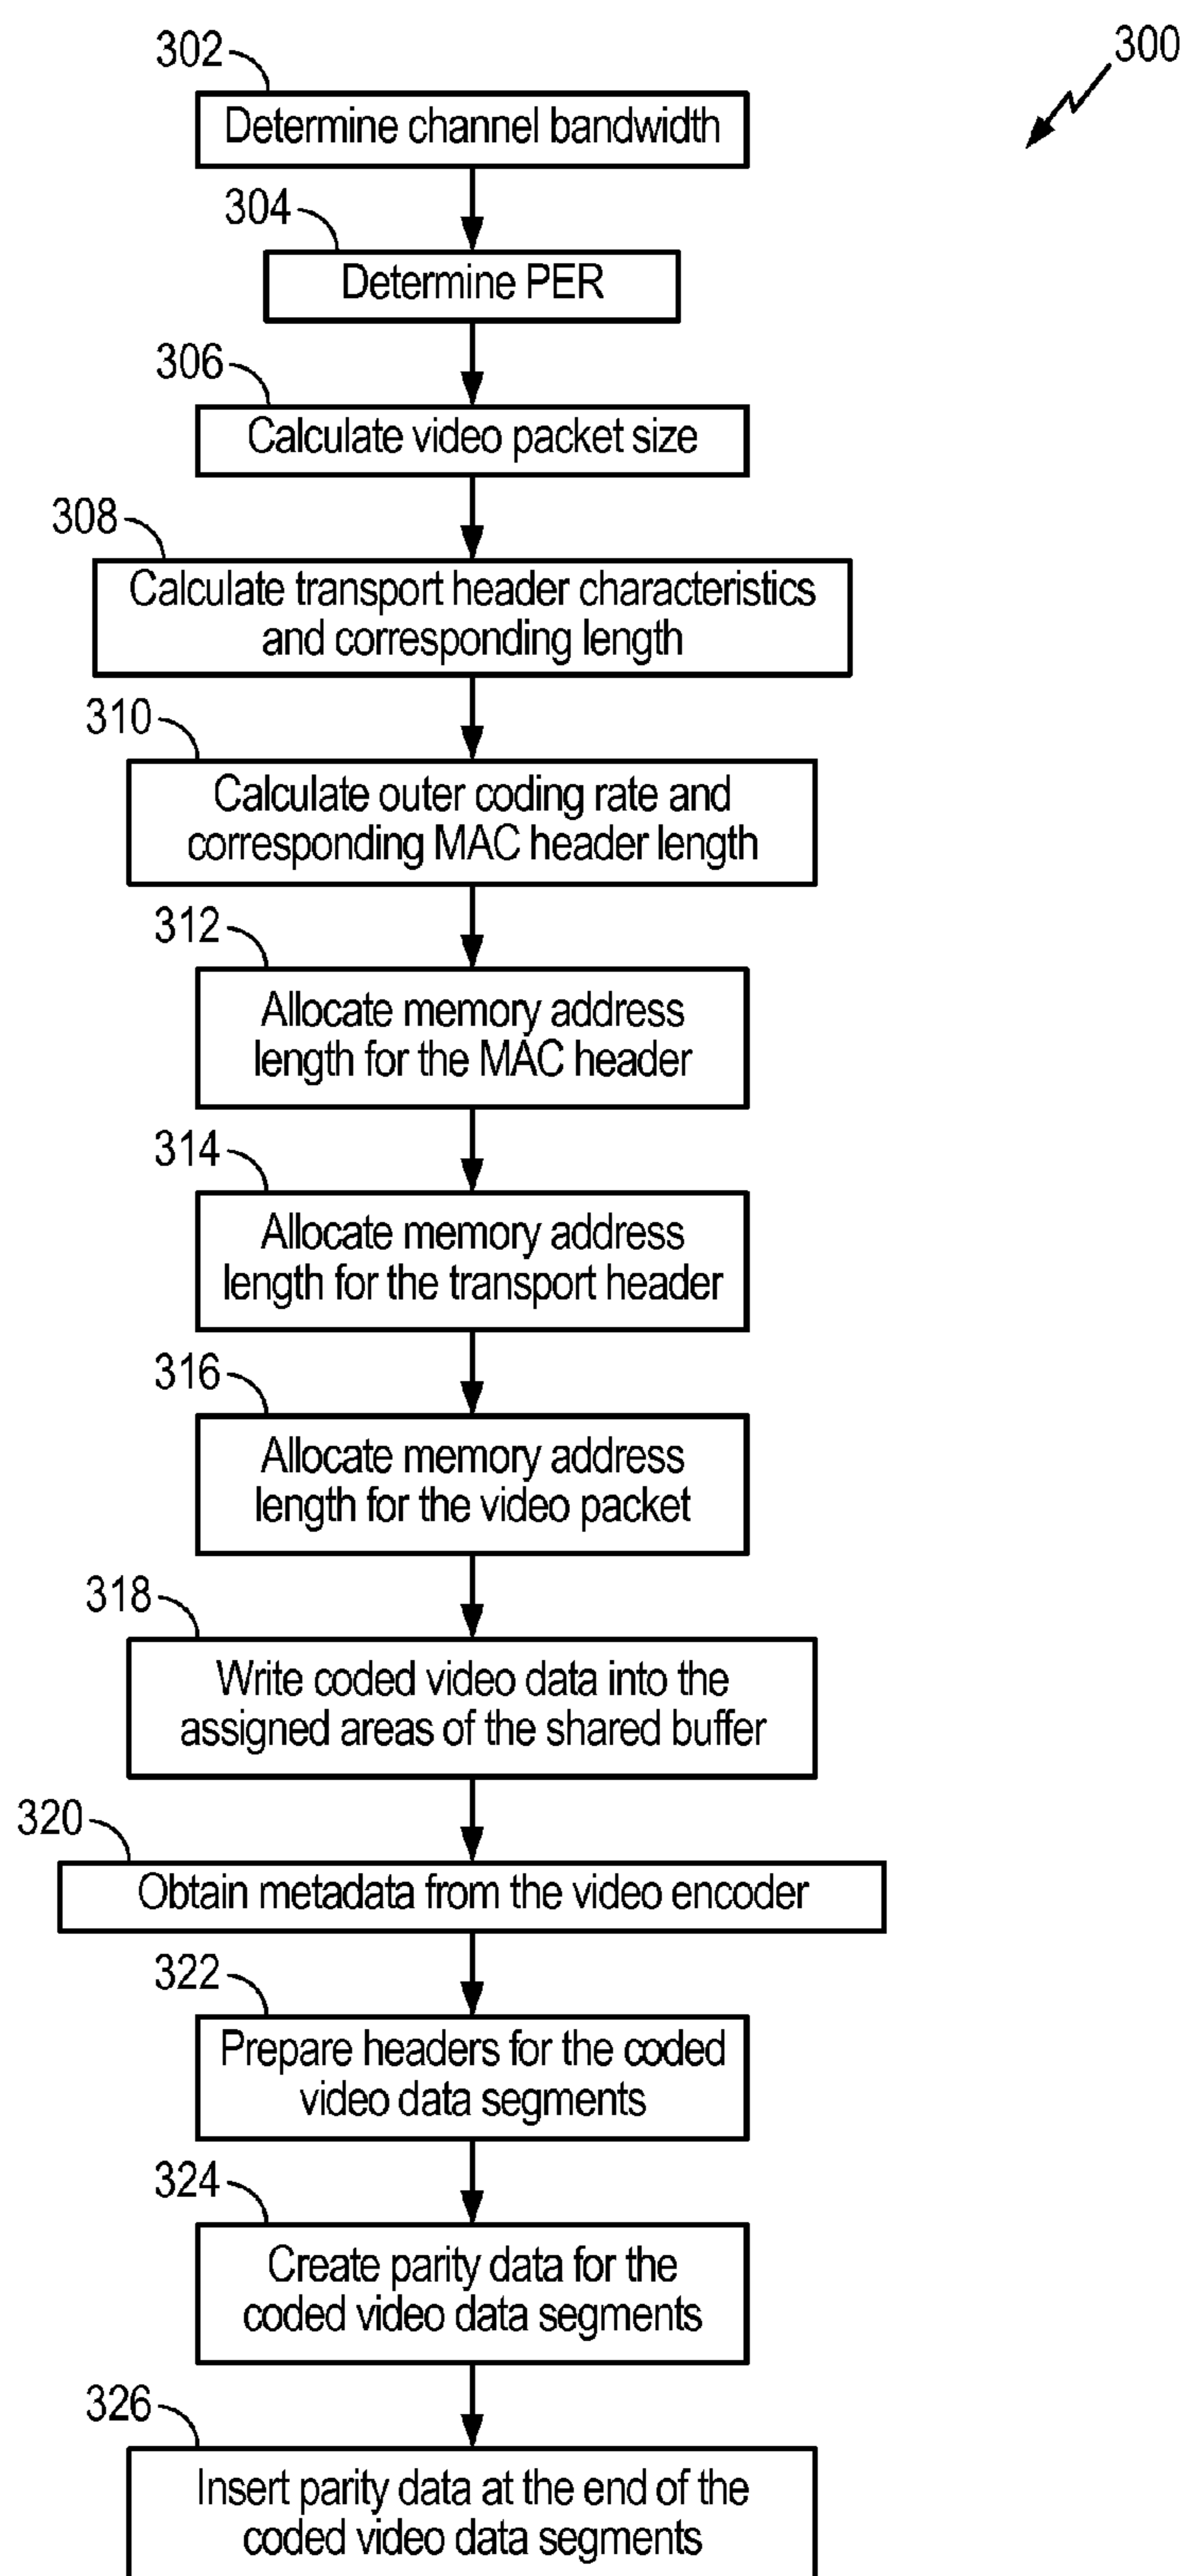 302
300
Determine channel bandwidth
304
Determine PER
306
Calculate video packet size
308
Calculate transport header characteristics
and corresponding length
310
Calculate outer coding rate and
corresponding MAC header length
312
Allocate memory address
length for the MAC header
314
Allocate memory address
length for the transport header
316
Allocate memory address
length for the video packet
318
Write coded video data into the
assigned areas of the shared buffer
320
Obtain metadata from the video encoder
322
Prepare headers for the coded
video data segments
324
Create parity data for the
coded video data segments
326
Insert parity data at the end of the
coded video data segments